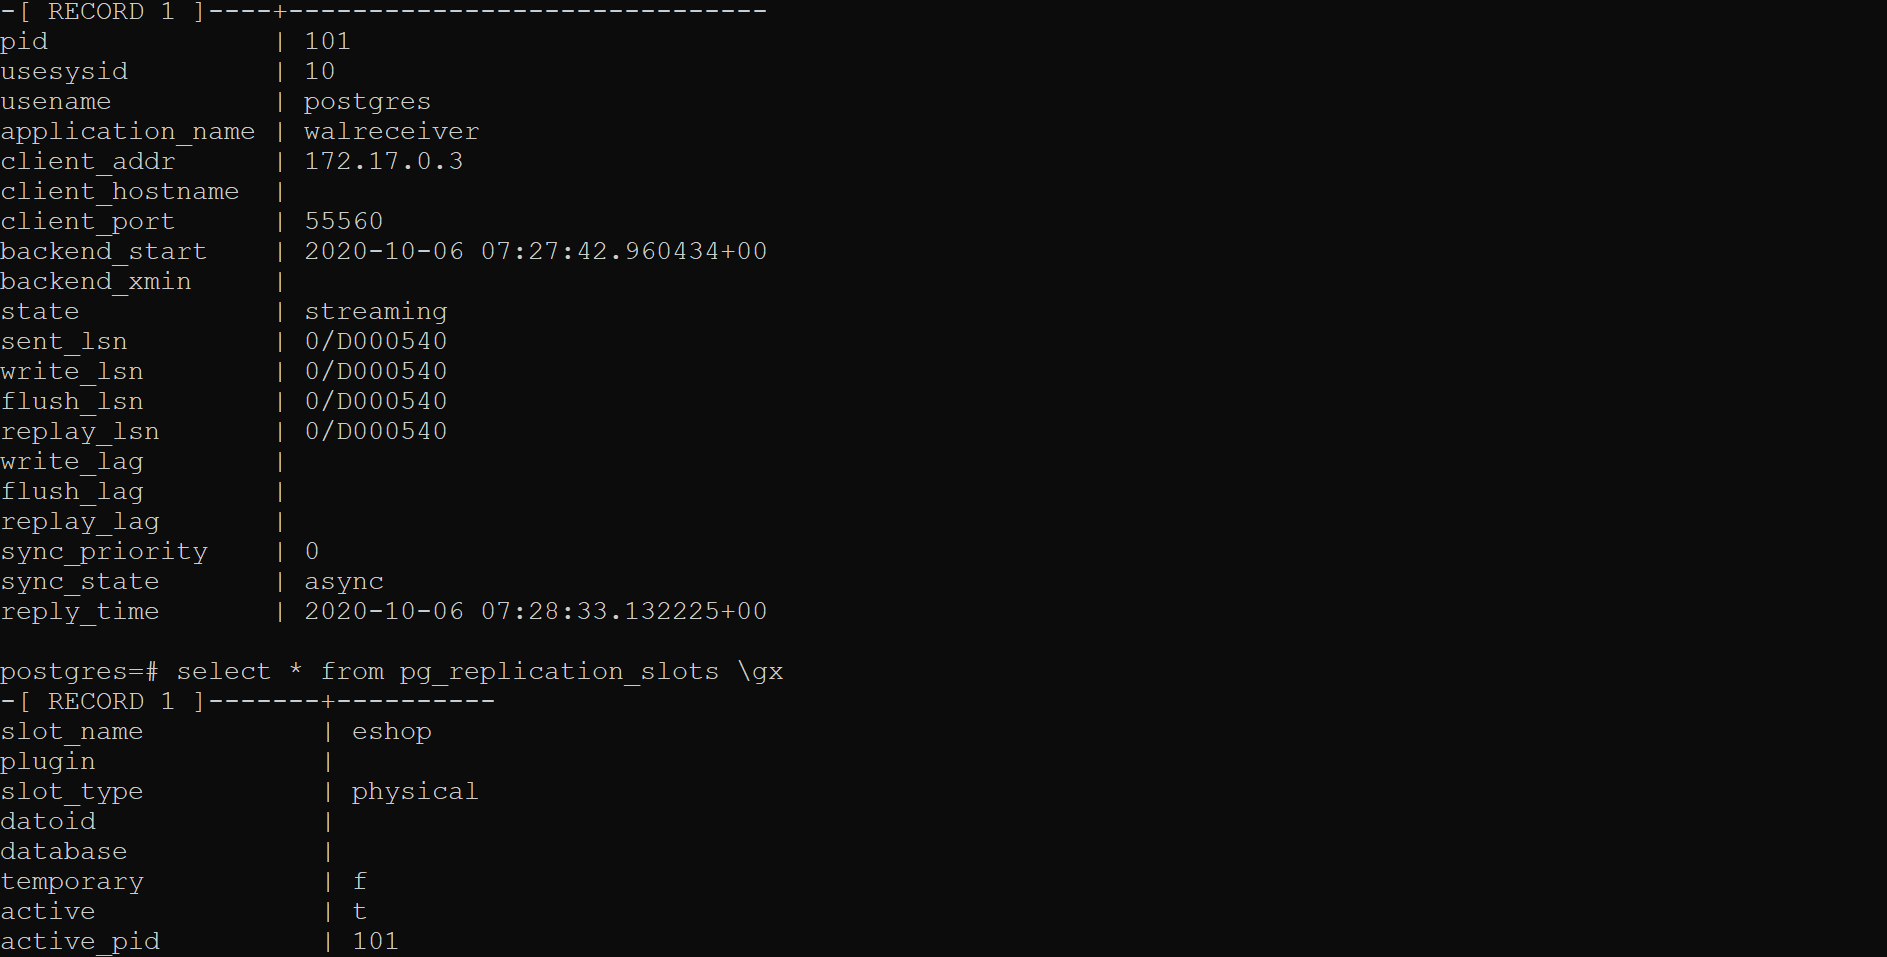 -[ RECORD 1 ]----+------------------------------
pid              | 101
usesysid         | 10
usename          | postgres
application_name | walreceiver
client_addr      | 172.17.0.3
client_hostname  |
client_port      | 55560
backend_start    | 2020-10-06 07:27:42.960434+00
backend_xmin     |
state            | streaming
sent_lsn         | 0/D000540
write_lsn        | 0/D000540
flush_lsn        | 0/D000540
replay_lsn       | 0/D000540
write_lag        |
flush_lag        |
replay_lag       |
sync_priority    | 0
sync_state       | async
reply_time       | 2020-10-06 07:28:33.132225+00

postgres=# select * from pg_replication_slots \gx
-[ RECORD 1 ]-------+----------
slot_name           | eshop
plugin              |
slot_type           | physical
datoid              |
database            |
temporary           | f
active              | t
active_pid          | 101